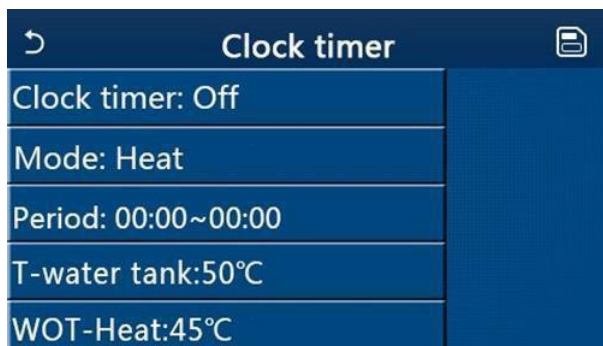 Clock timer
Clock timer: Off
Mode: Heat
Period: 00:00~00:00
T-water tank:50℃
WOT-Heat:45℃